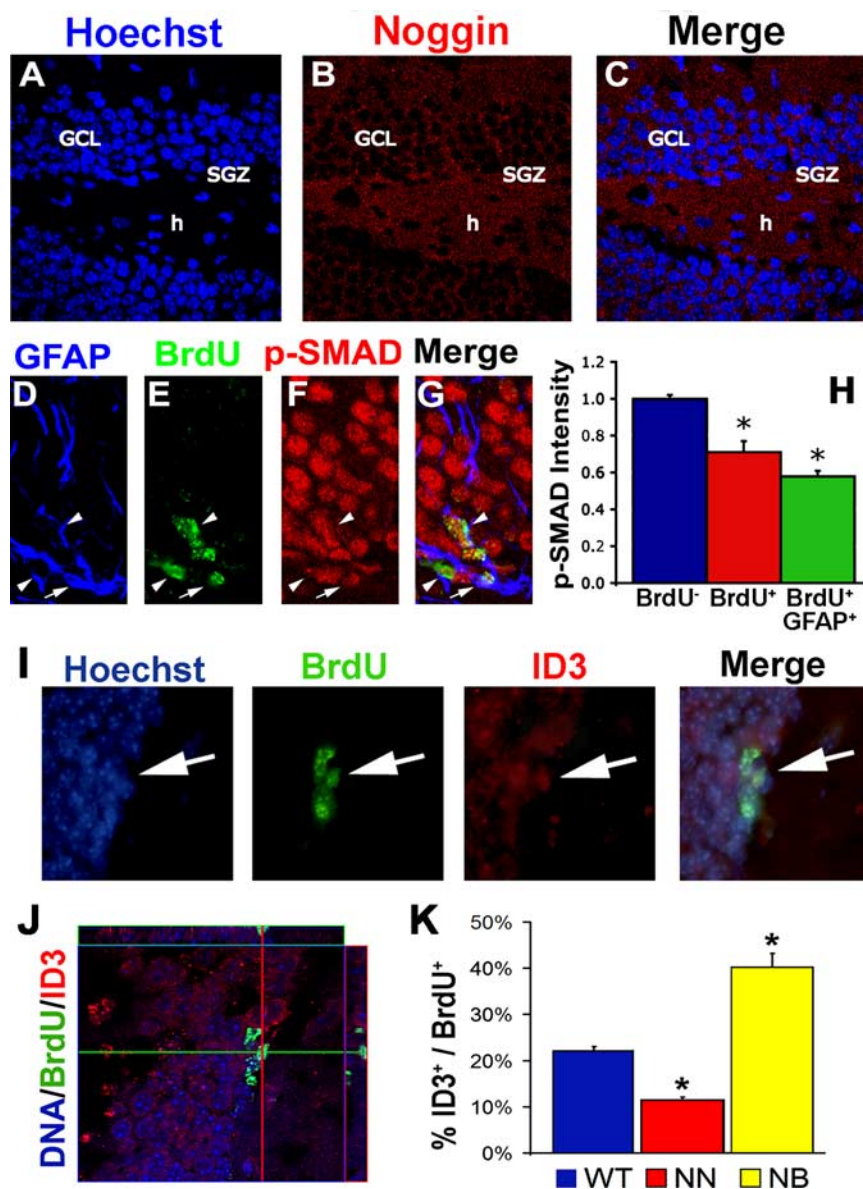 Hoechst Noggin Merge
A B C
GCL GCL GCL
SGZ SGZ SGZ
h h h
GFAP BrdU p-SMAD Merge
D E F G H
p-SMAD Intensity
1.2
1.0
0.8
0.6
0.4
0.2
0.0
* *
BrdU⁻ BrdU⁺ BrdU⁺
GFAP⁺
I
Hoechst BrdU ID3 Merge
J K
DNA/BrdU/ID3
% ID3⁺ / BrdU⁺
50%
40%
30%
20%
10%
0%
* *
WT NN NB